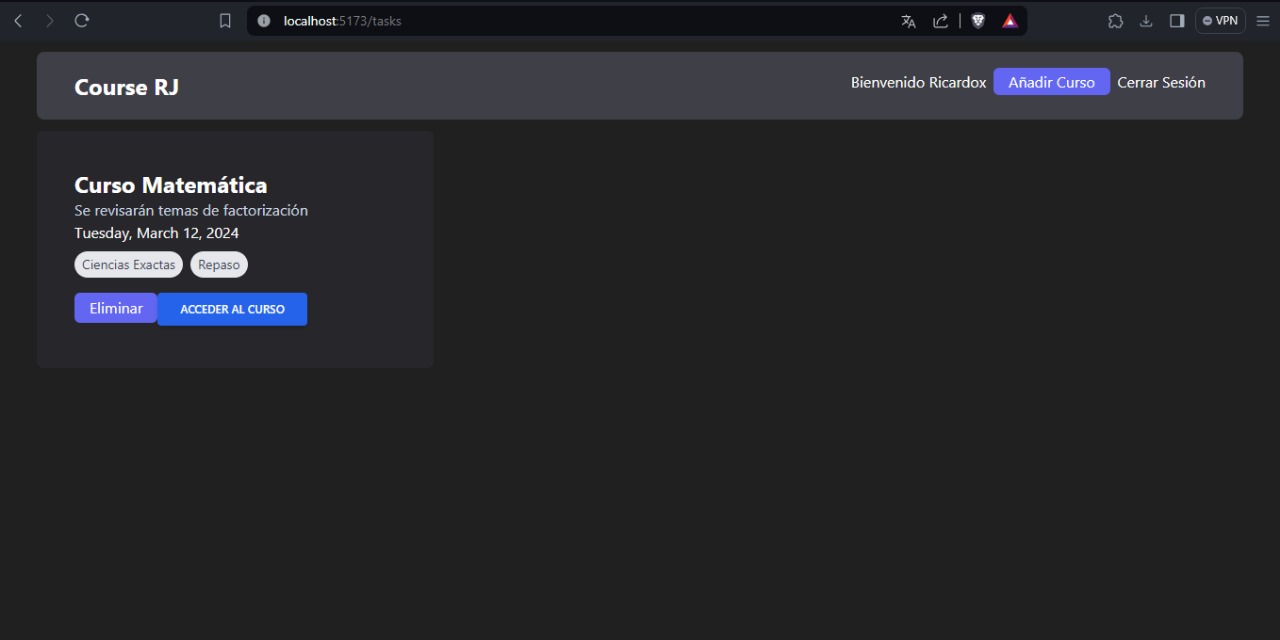 localhost:5173/tasks
VPN
Course RJ
Bienvenido Ricardox Añadir Curso Cerrar Sesión
Curso Matemática
Se revisarán temas de factorización
Tuesday, March 12, 2024
Ciencias Exactas Repaso
Eliminar ACCEDER AL CURSO